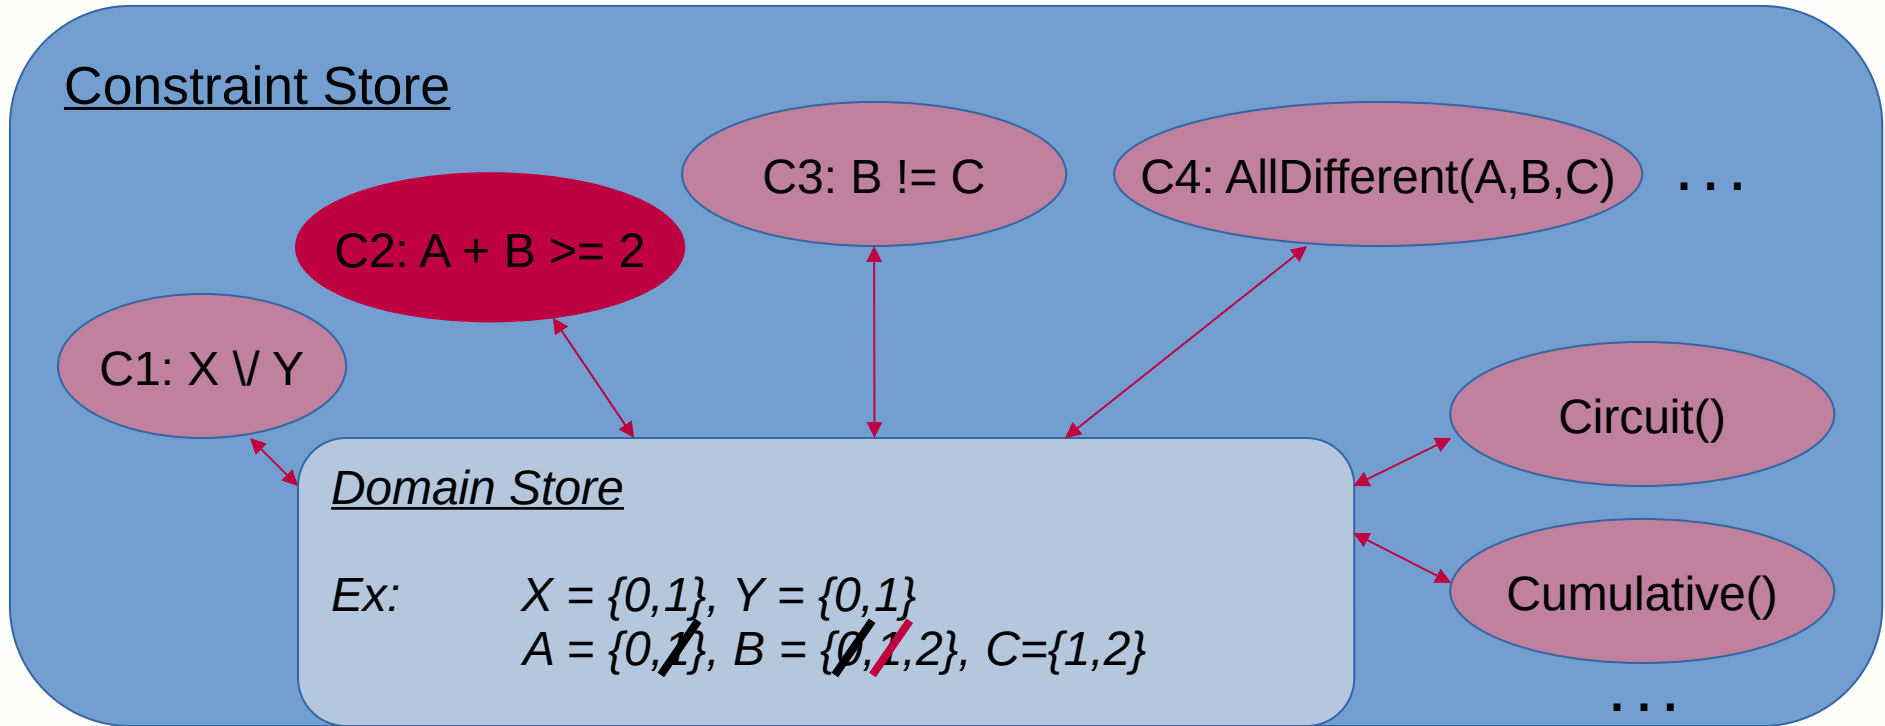 Constraint Store
C3: B != C
C4: AllDifferent(A,B,C)
...
C2: A + B >= 2
C1: X \/ Y
Circuit()
Domain Store
Cumulative()
Ex: X = {0,1}, Y = {0,1}
A = {0,1}, B = {0,1,2}, C={1,2}
...